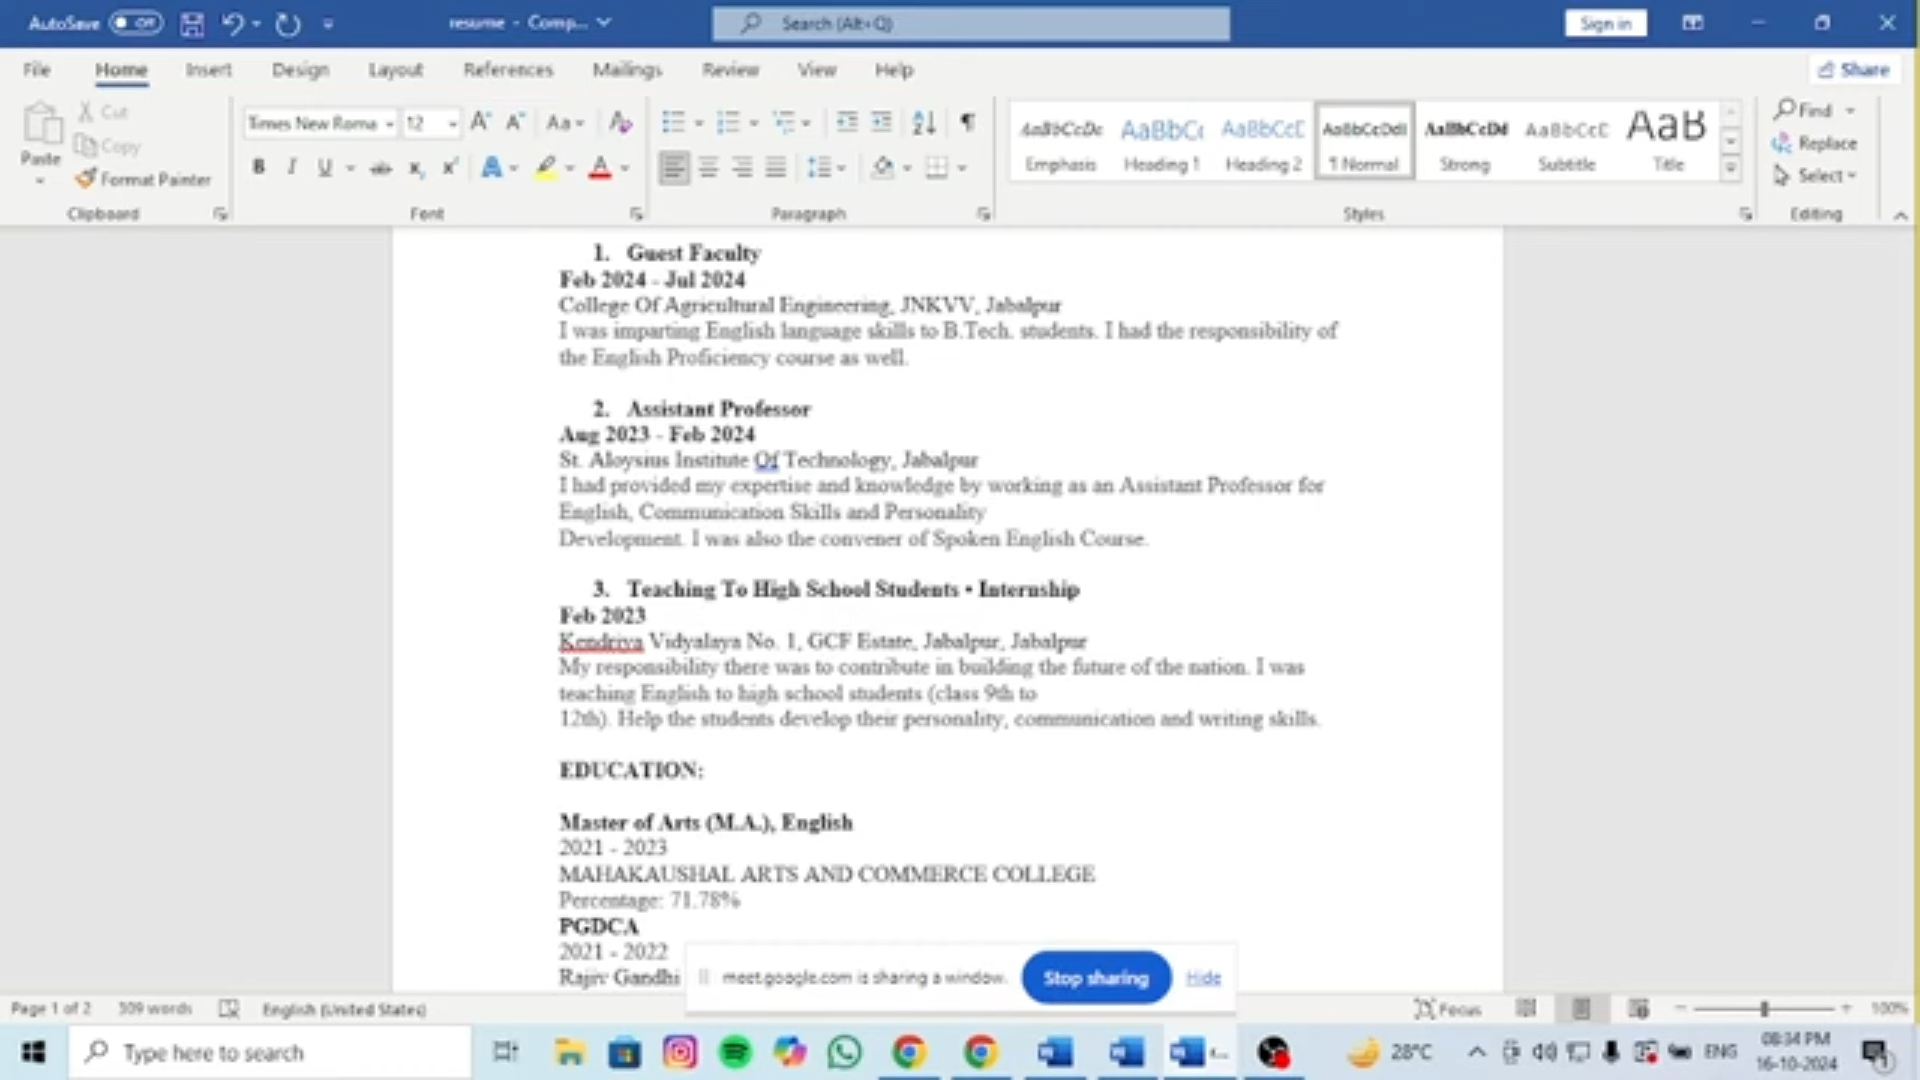 AutoSave Off resume - Comp... Search (Alt+Q) Sign in
File Home Insert Design Layout References Mailings Review View Help Share
Paste Cut Copy Format Painter Clipboard
Times New Roma 12 Aa Font
Paragraph
AaBbCcDc AaBbCc AaBbCcE AaBbCcDdI AaBbCcDd AaBbCcE AaB
Emphasis Heading 1 Heading 2 ¶ Normal Strong Subtitle Title
Styles
Find Replace Select Editing
1. Guest Faculty
Feb 2024 - Jul 2024
College Of Agricultural Engineering, JNKVV, Jabalpur
I was imparting English language skills to B.Tech. students. I had the responsibility of
the English Proficiency course as well.
2. Assistant Professor
Aug 2023 - Feb 2024
St. Aloysius Institute Of Technology, Jabalpur
I had provided my expertise and knowledge by working as an Assistant Professor for
English, Communication Skills and Personality
Development. I was also the convener of Spoken English Course.
3. Teaching To High School Students • Internship
Feb 2023
Kendriya Vidyalaya No. 1, GCF Estate, Jabalpur, Jabalpur
My responsibility there was to contribute in building the future of the nation. I was
teaching English to high school students (class 9th to
12th). Help the students develop their personality, communication and writing skills.
EDUCATION:
Master of Arts (M.A.), English
2021 - 2023
MAHAKAUSHAL ARTS AND COMMERCE COLLEGE
Percentage: 71.78%
PGDCA
2021 - 2022
Rajiv Gandhi
meet.google.com is sharing a window. Stop sharing Hide
Page 1 of 2 309 words English (United States) Focus 100%
Type here to search 28°C ENG 08:34 PM
16-10-2024